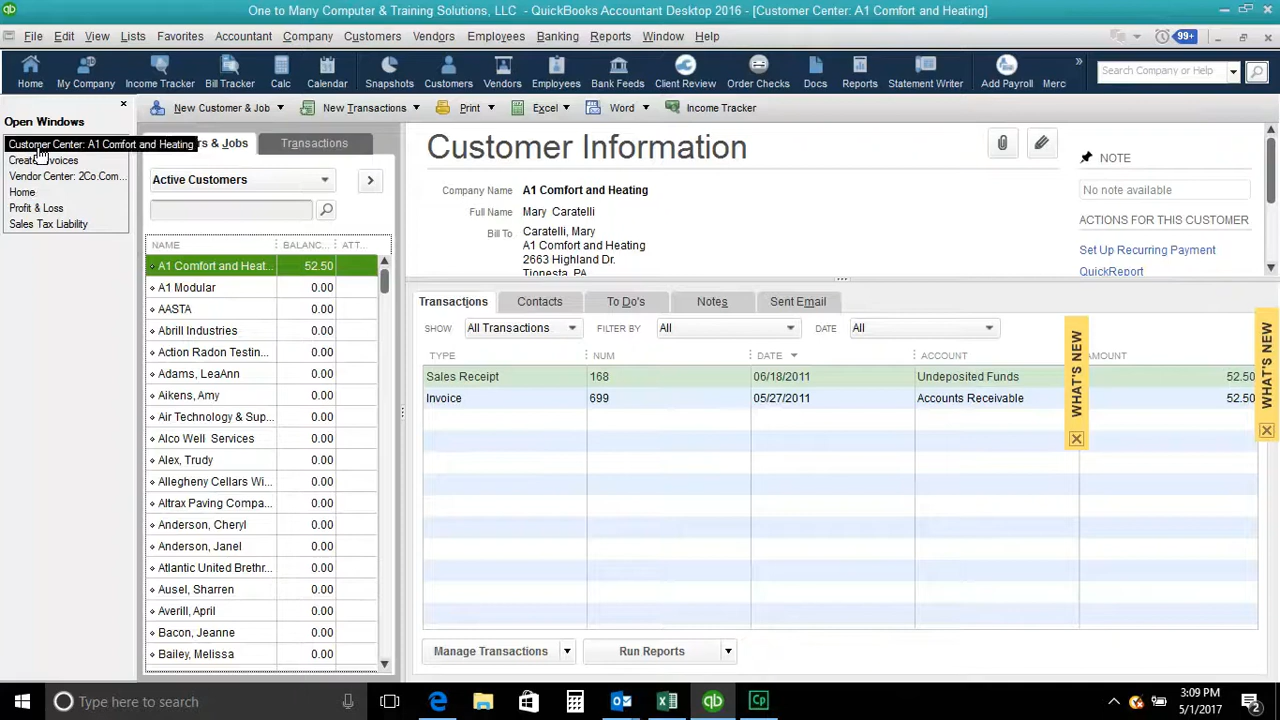 One to Many Computer & Training Solutions, LLC - QuickBooks Accountant Desktop 2016 - [Customer Center: A1 Comfort and Heating]
File Edit View Lists Favorites Accountant Company Customers Vendors Employees Banking Reports Window Help
99+
Home My Company Income Tracker Bill Tracker Calc Calendar Snapshots Customers Vendors Employees Bank Feeds Client Review Order Checks Docs Reports Statement Writer Add Payroll Merc
Search Company or Help
New Customer & Job New Transactions Print Excel Word Income Tracker
Open Windows
Customer Center: A1 Comfort and Heating
Vendor Center: 2Co.Com...
Home
Profit & Loss
Sales Tax Liability
Transactions
Active Customers
NAME BALANC... ATT...
A1 Comfort and Heat... 52.50
A1 Modular 0.00
AASTA 0.00
Abrill Industries 0.00
Action Radon Testin... 0.00
Adams, LeaAnn 0.00
Aikens, Amy 0.00
Air Technology & Sup... 0.00
Alco Well Services 0.00
Alex, Trudy 0.00
Allegheny Cellars Wi... 0.00
Altrax Paving Compa... 0.00
Anderson, Cheryl 0.00
Anderson, Janel 0.00
Atlantic United Brethr... 0.00
Ausel, Sharren 0.00
Averill, April 0.00
Bacon, Jeanne 0.00
Bailey, Melissa 0.00
Customer Information
Company Name A1 Comfort and Heating
Full Name Mary Caratelli
Bill To Caratelli, Mary
A1 Comfort and Heating
2663 Highland Dr.
Tionesta, PA
NOTE
No note available
ACTIONS FOR THIS CUSTOMER
Set Up Recurring Payment
QuickReport
Transactions Contacts To Do's Notes Sent Email
SHOW All Transactions FILTER BY All DATE All
TYPE NUM DATE ACCOUNT AMOUNT
Sales Receipt 168 06/18/2011 Undeposited Funds 52.50
Invoice 699 05/27/2011 Accounts Receivable 52.50
WHAT'S NEW
WHAT'S NEW
Manage Transactions Run Reports
Type here to search
3:09 PM
5/1/2017
2